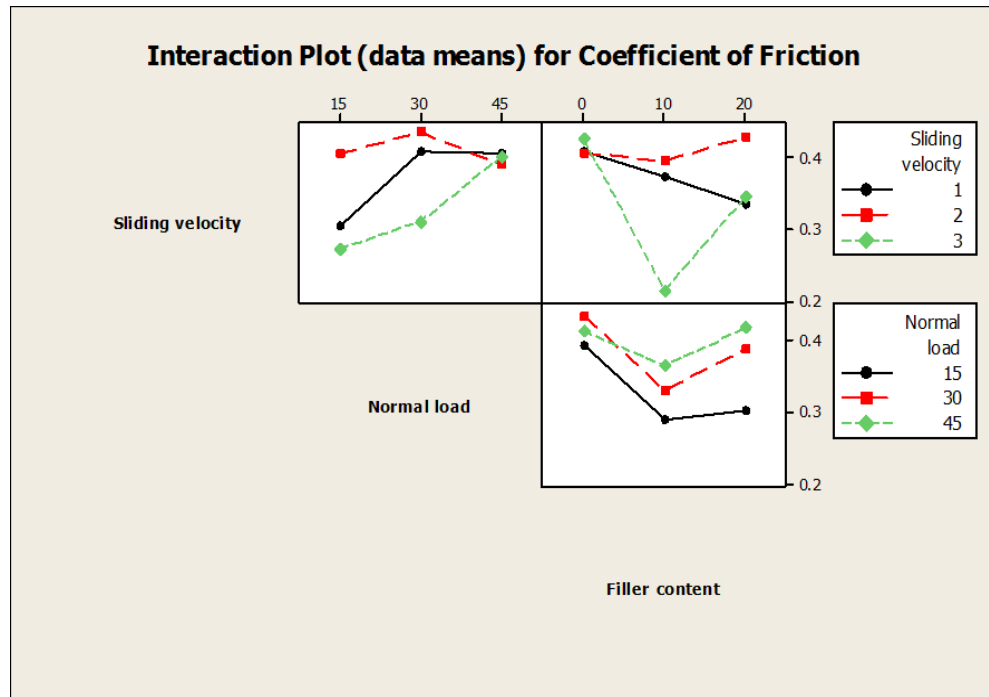 Interaction Plot (data means) for Coefficient of Friction
15 30 45 0 10 20
Sliding velocity
0.4
0.3
0.2
Sliding
velocity
1
2
3
Normal load
0.4
0.3
0.2
Normal
load
15
30
45
Filler content